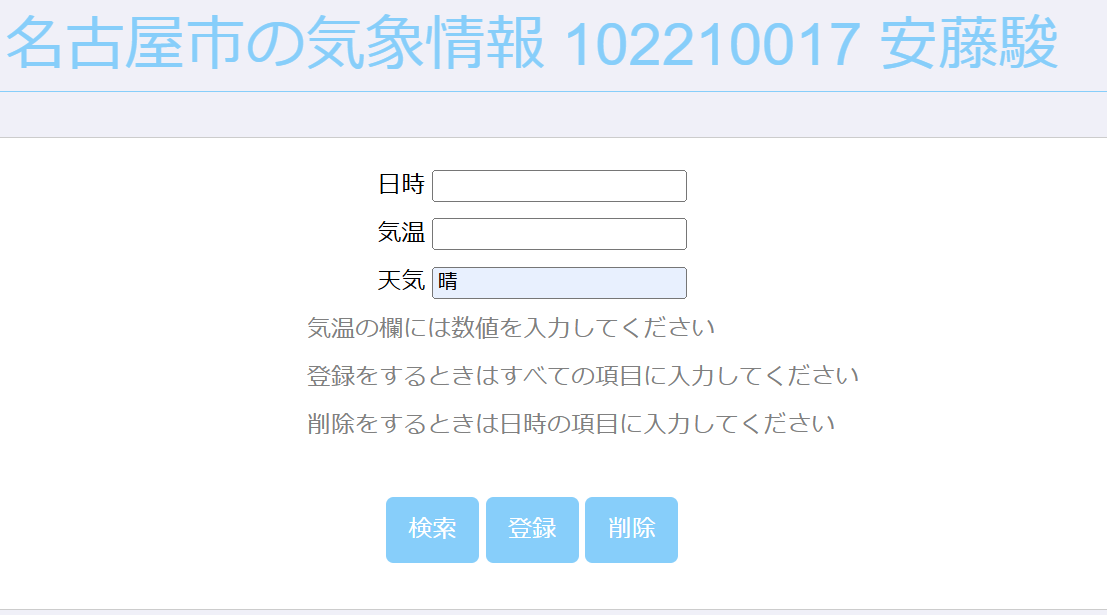 名古屋市の気象情報 102210017 安藤駿
日時
気温
天気 晴
気温の欄には数値を入力してください
登録をするときはすべての項目に入力してください
削除をするときは日時の項目に入力してください
検索 登録 削除